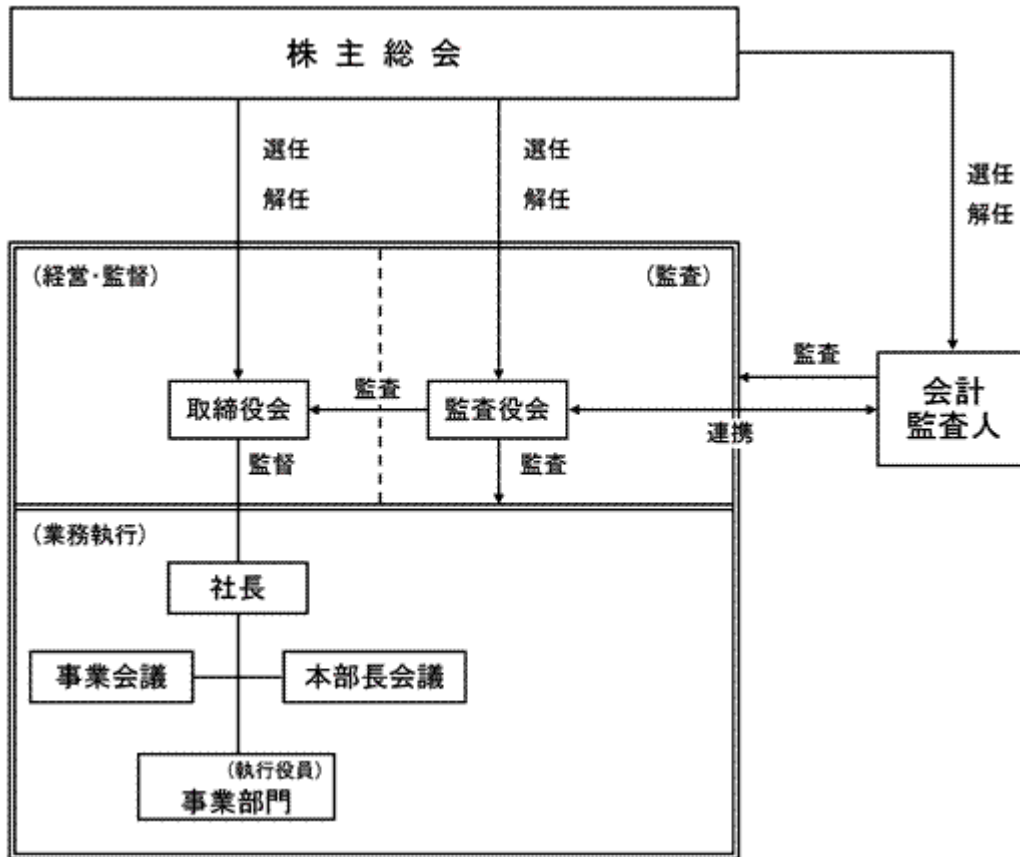 株主総会
選任
解任
選任
解任
選任
解任
(経営・監督)
(監査)
監査
会計
監査人
取締役会
監査
監査役会
連携
監督
監査
(業務執行)
社長
事業会議
本部長会議
(執行役員)
事業部門